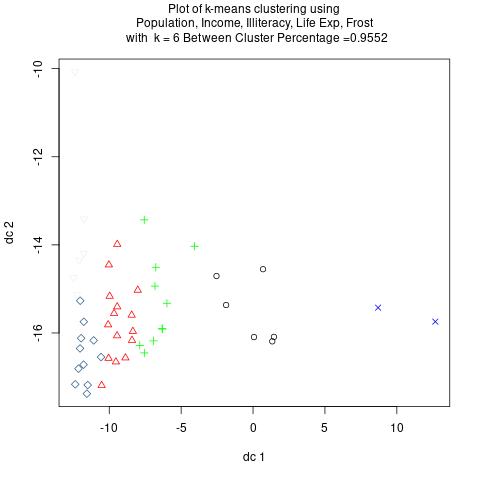 Plot of k-means clustering using
Population, Income, Illiteracy, Life Exp, Frost
with k = 6 Between Cluster Percentage =0.9552
-10
-12
-14
-16
dc 2
-10 -5 0 5 10
dc 1